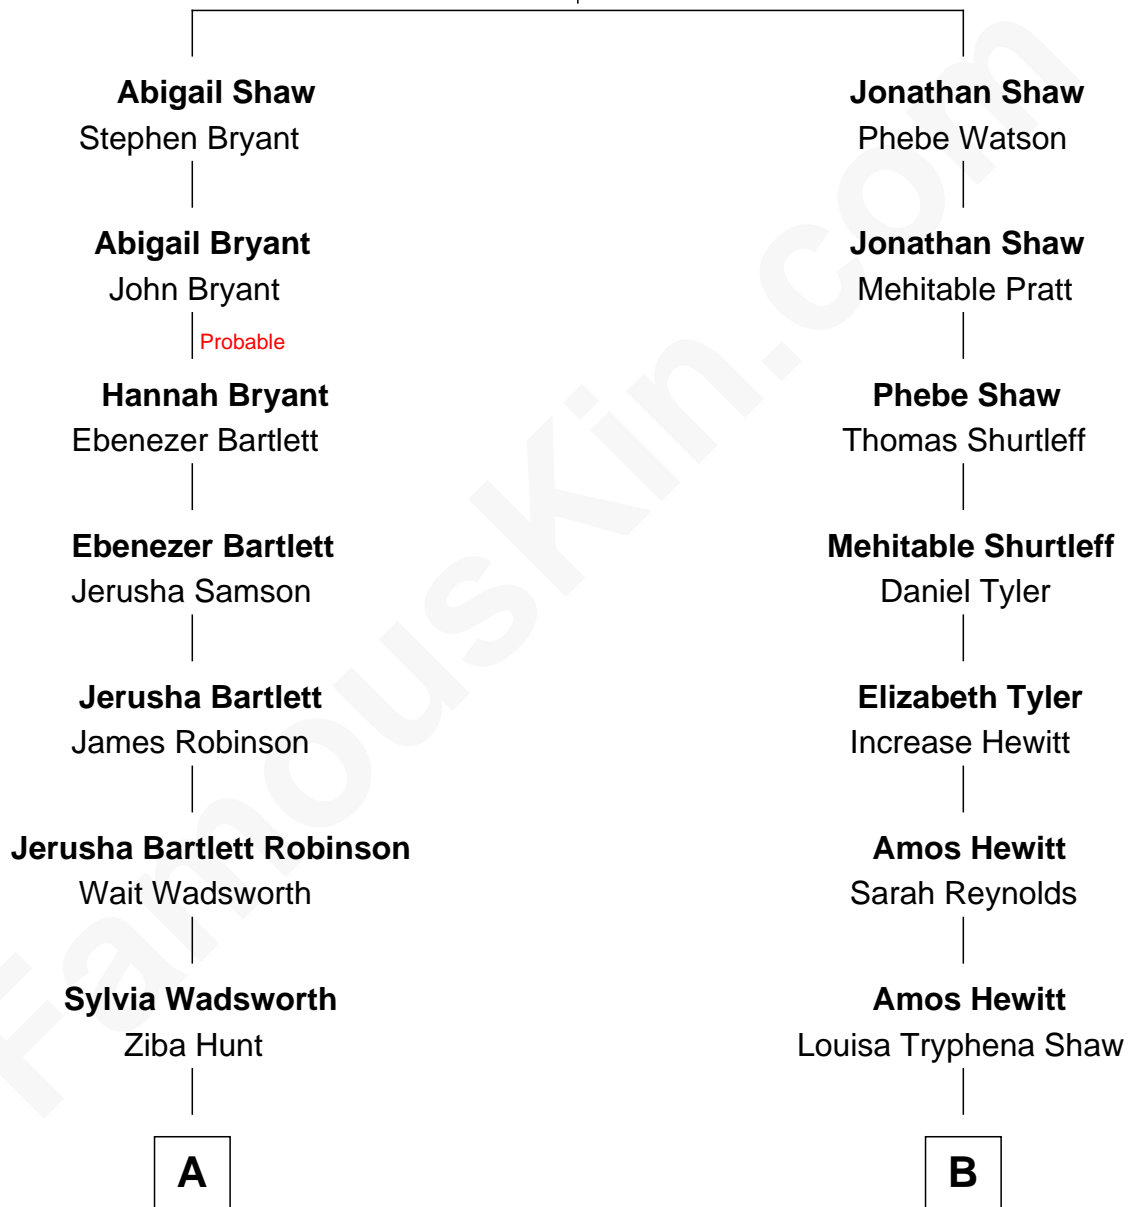 Abigail Shaw
Stephen Bryant
Jonathan Shaw
Phebe Watson
Abigail Bryant
John Bryant
Jonathan Shaw
Mehitable Pratt
Probable
Hannah Bryant
Ebenezer Bartlett
Phebe Shaw
Thomas Shurtleff
Ebenezer Bartlett
Jerusha Samson
Mehitable Shurtleff
Daniel Tyler
Jerusha Bartlett
James Robinson
Elizabeth Tyler
Increase Hewitt
Jerusha Bartlett Robinson
Wait Wadsworth
Amos Hewitt
Sarah Reynolds
Sylvia Wadsworth
Ziba Hunt
Amos Hewitt
Louisa Tryphena Shaw
A
B
FamousKin.com